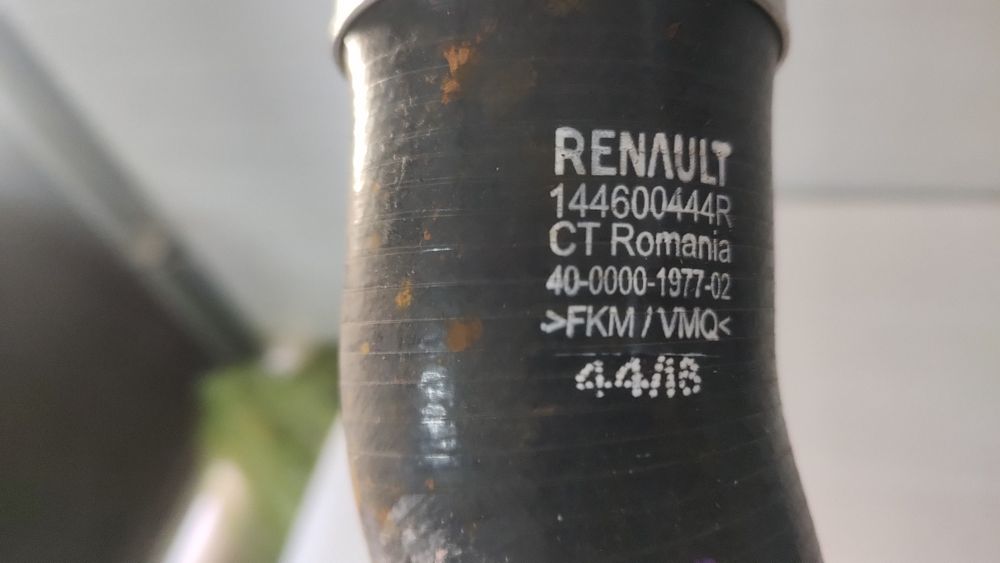 RENAULT
144600444R
CT Romania
40-0000-1977-02
>FKM / VMQ<
44/18